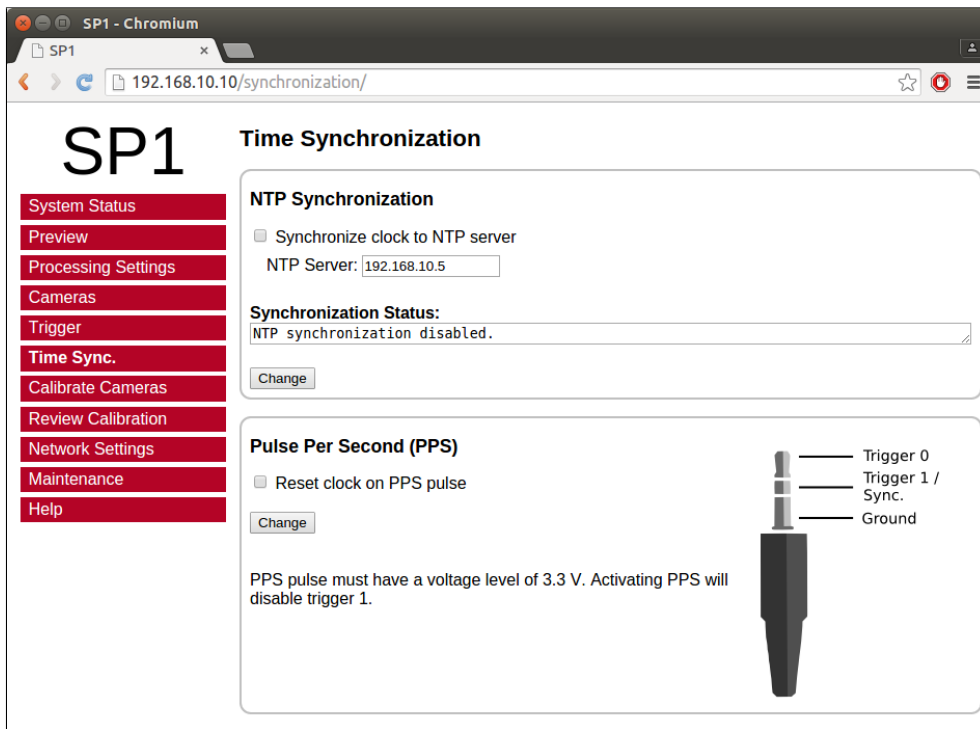 SP1 - Chromium
SP1
192.168.10.10/synchronization/
SP1
System Status
Preview
Processing Settings
Cameras
Trigger
Time Sync.
Calibrate Cameras
Review Calibration
Network Settings
Maintenance
Help
Time Synchronization
NTP Synchronization
Synchronize clock to NTP server
NTP Server: 192.168.10.5
Synchronization Status:
NTP synchronization disabled.
Change
Pulse Per Second (PPS)
Reset clock on PPS pulse
Change
PPS pulse must have a voltage level of 3.3 V. Activating PPS will
disable trigger 1.
Trigger 0
Trigger 1 /
Sync.
Ground